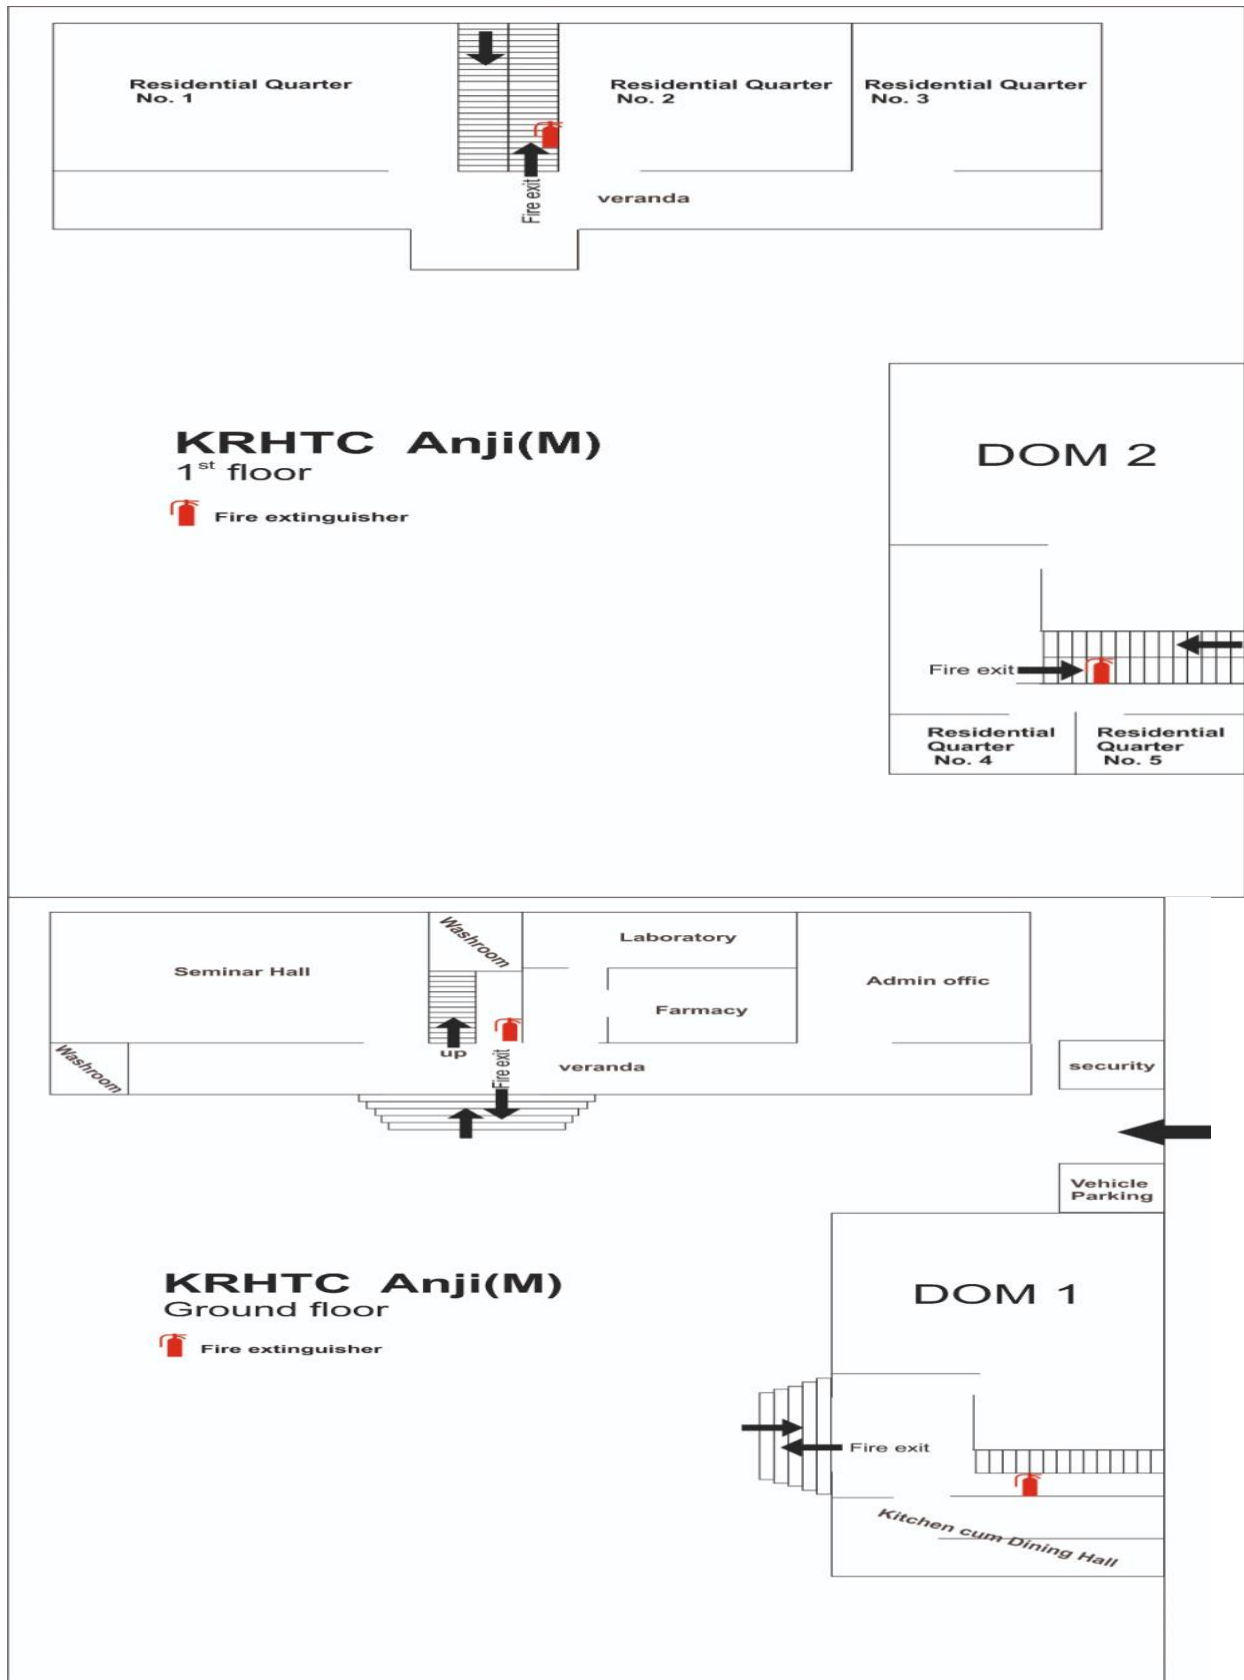 Residential Quarter
No. 1
Residential Quarter
No. 2
Residential Quarter
No. 3
Fire exit
veranda
KRHTC Anji(M)
1st floor
Fire extinguisher
DOM 2
Fire exit
Residential
Quarter
No. 4
Residential
Quarter
No. 5
Washroom
Seminar Hall
Laboratory
Farmacy
Admin offic
Washroom
up
Fire exit
veranda
security
Vehicle
Parking
KRHTC Anji(M)
Ground floor
Fire extinguisher
DOM 1
Fire exit
Kitchen cum Dining Hall